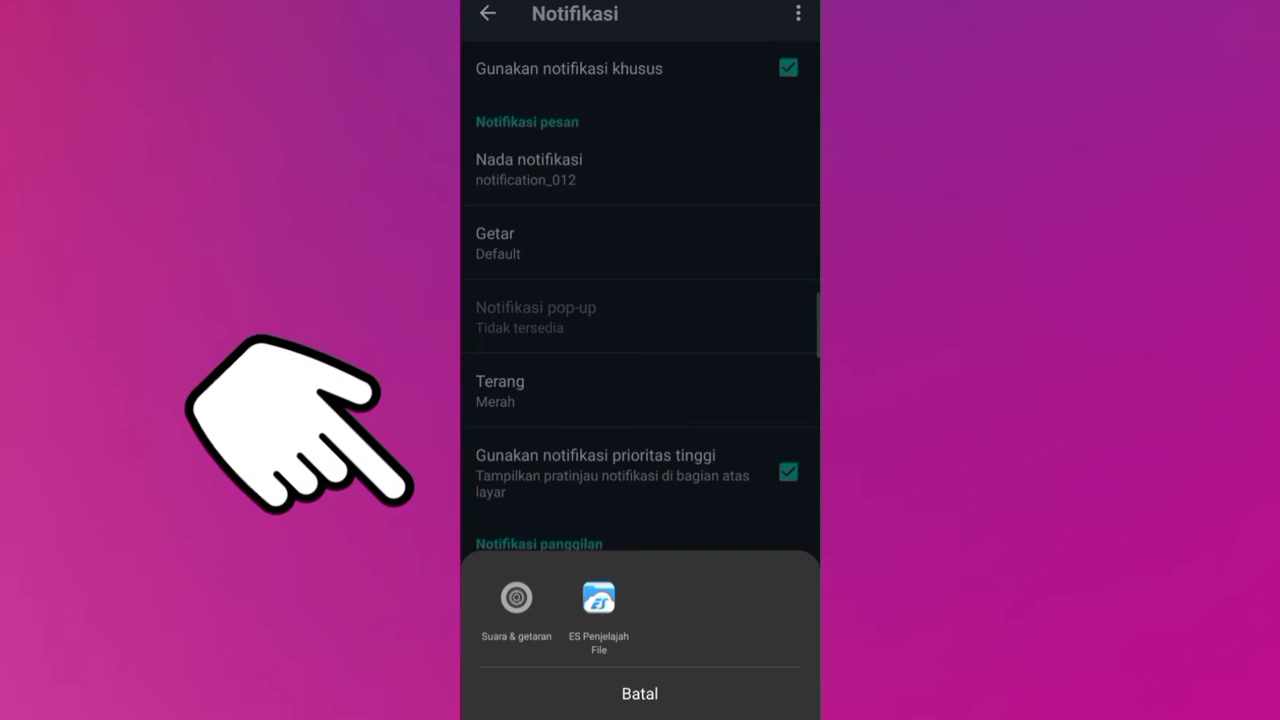 Notifikasi
Gunakan notifikasi khusus
Notifikasi pesan
Nada notifikasi
notification_012
Getar
Default
Notifikasi pop-up
Tidak tersedia
Terang
Merah
Gunakan notifikasi prioritas tinggi
Tampilkan pratinjau notifikasi di bagian atas
layar
Notifikasi panggilan
Suara & getaran
ES Penjelajah
File
Batal